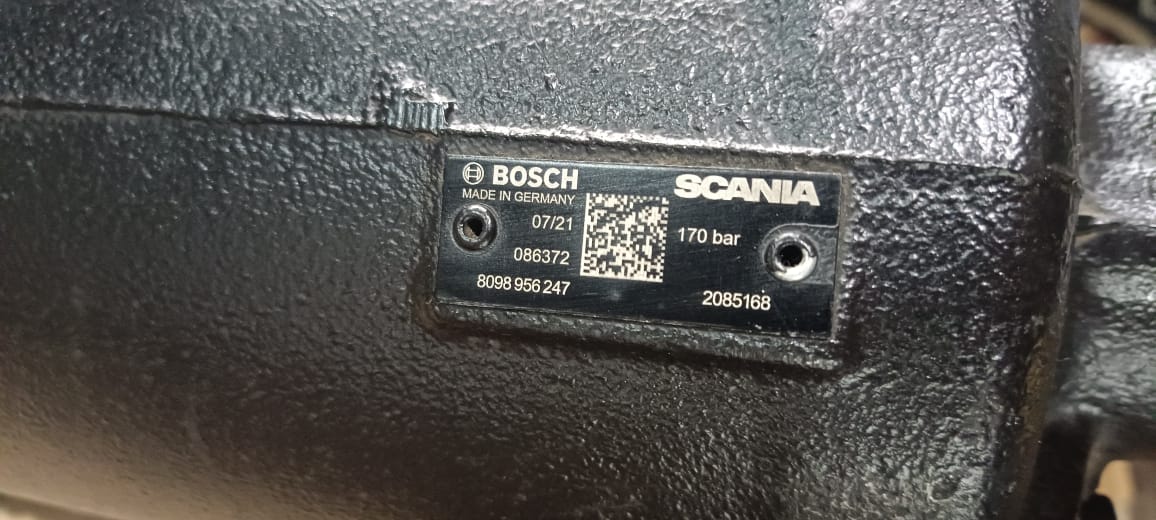 BOSCH
MADE IN GERMANY
07/21
086372
8098 956 247
SCANIA
170 bar
2085168